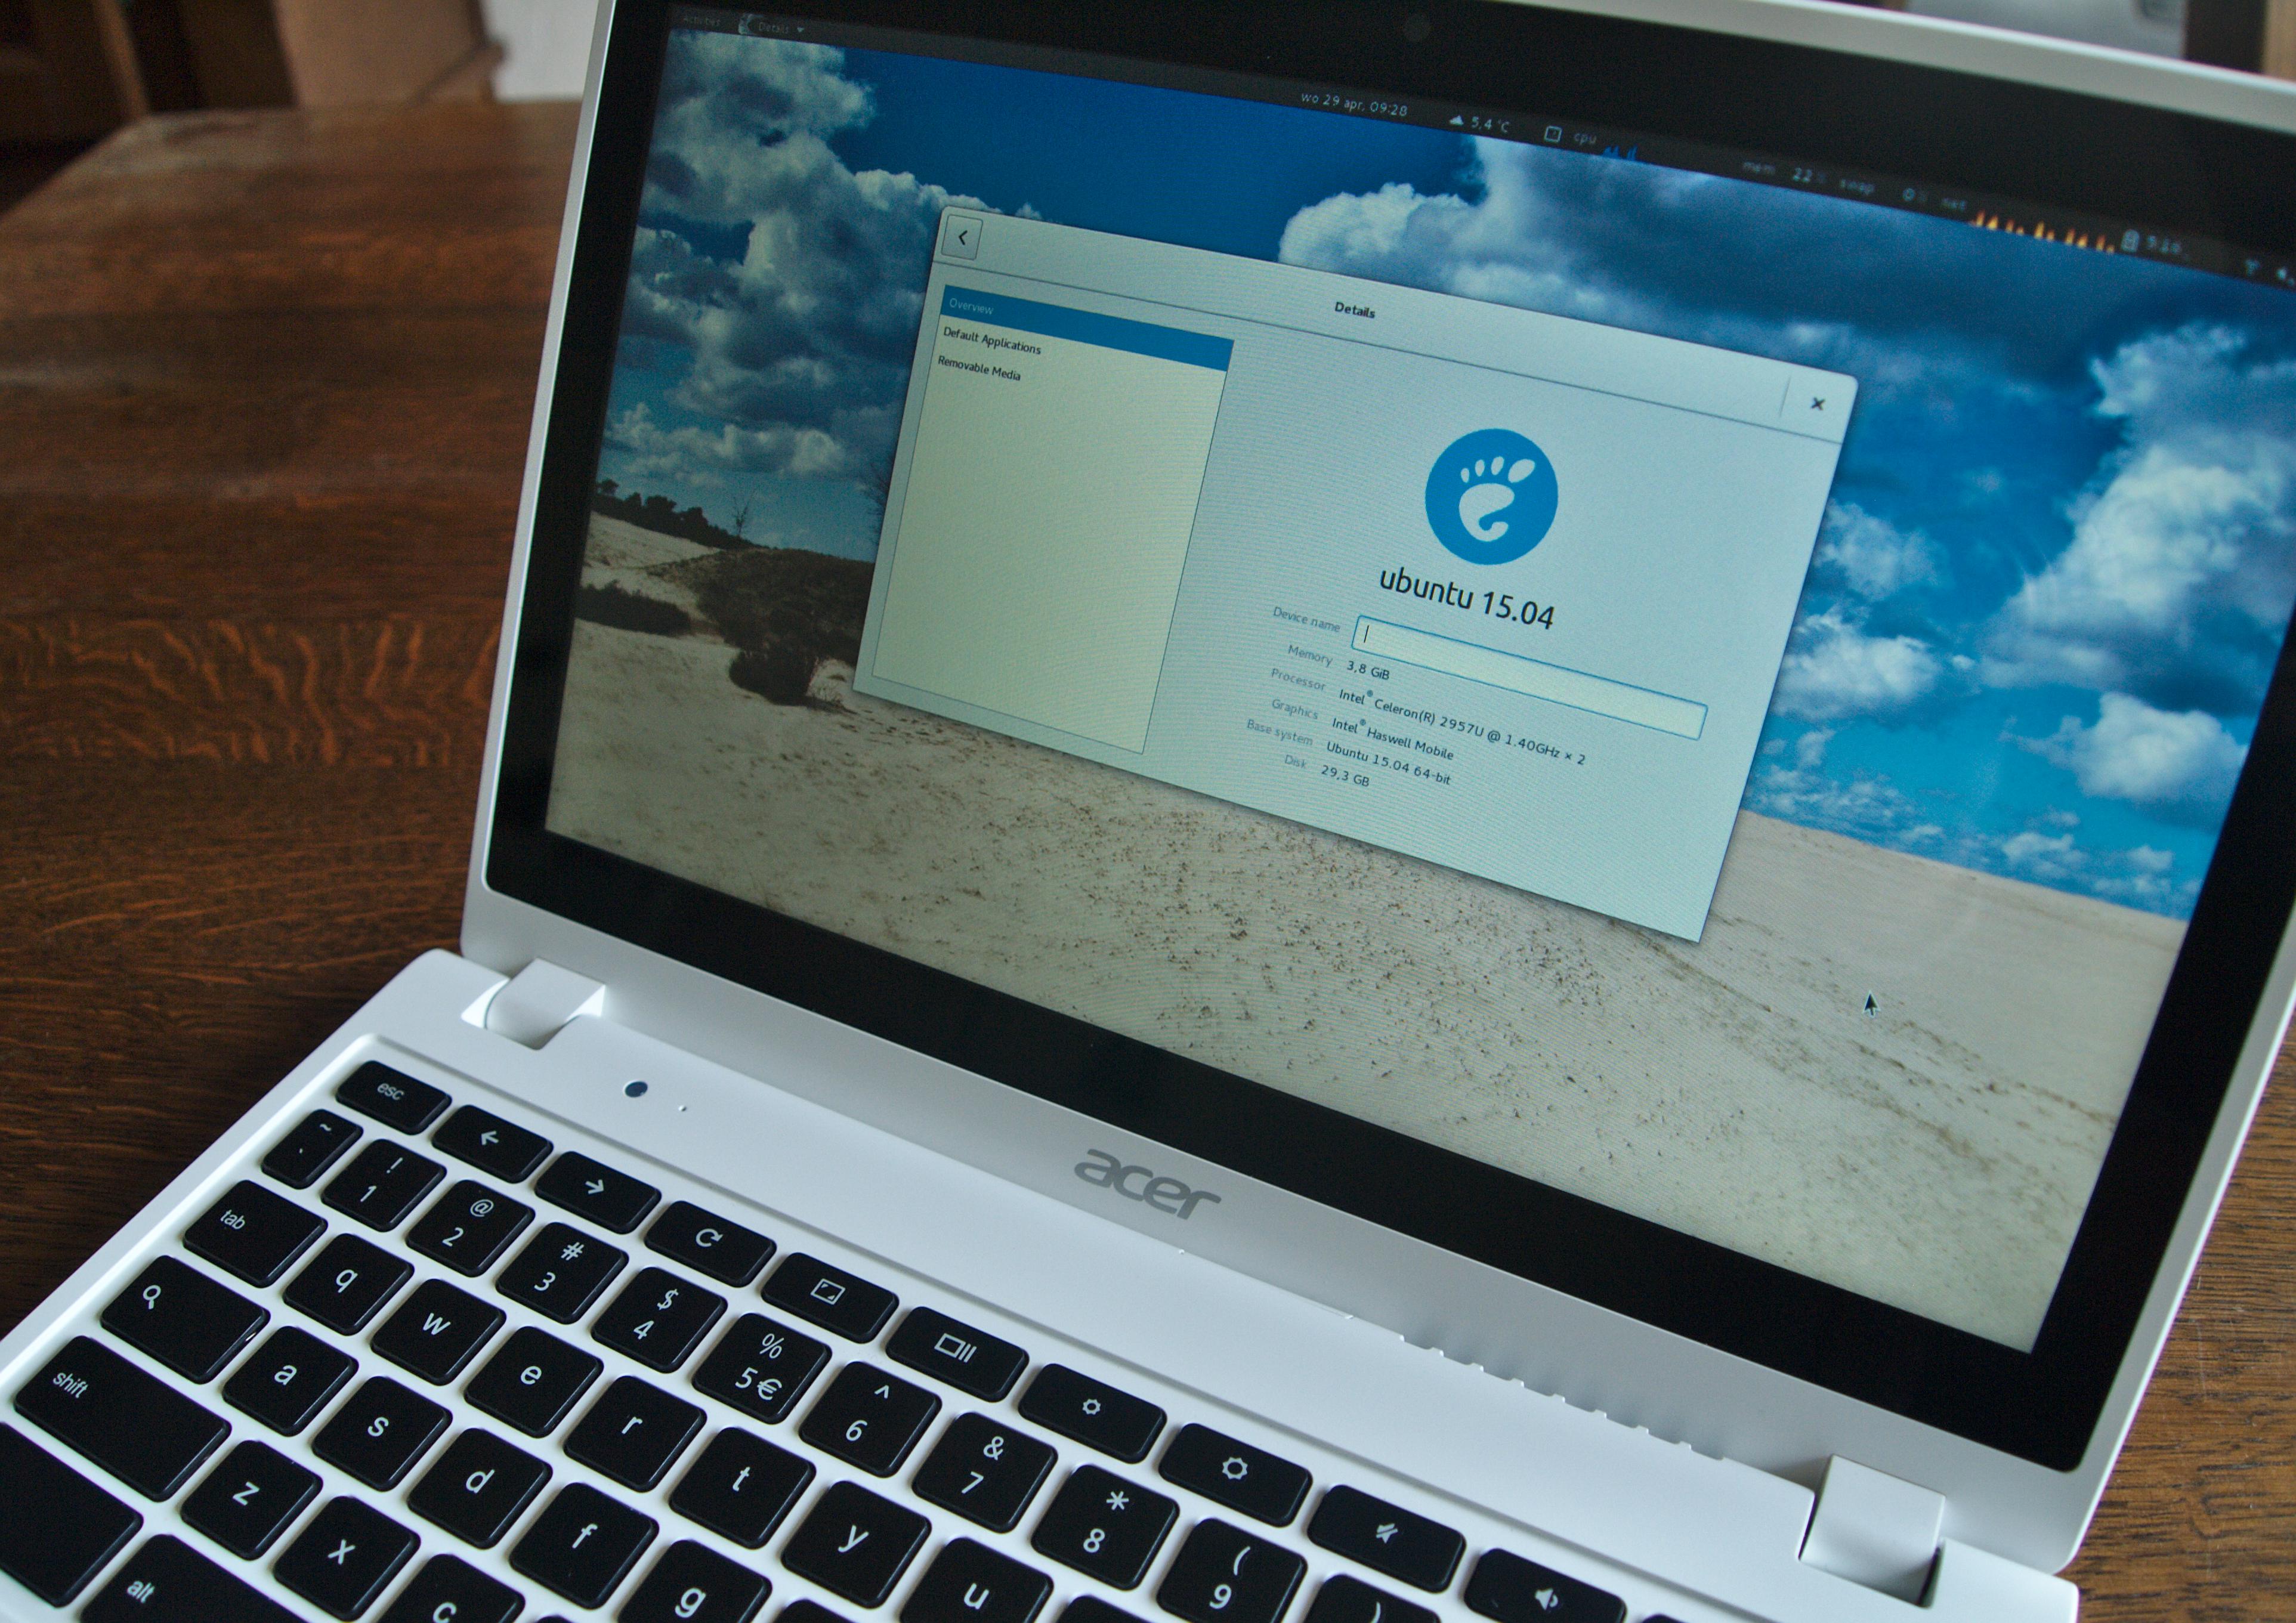 Activities Details
wo 29 apr, 09:28 5,4 °C cpu mem 22 swap net
Details
Overview
Default Applications
Removable Media
ubuntu 15.04
Device name
Memory 3,8 GiB
Processor Intel® Celeron(R) 2957U @ 1.40GHz × 2
Graphics Intel® Haswell Mobile
Base system Ubuntu 15.04 64-bit
Disk 29,3 GB
acer
esc
~ ! @ # $ % ^ & * ( )
` 1 2 3 4 5 € 6 7 8 9
tab q w e r t y u
shift a s d f g
z x c
alt